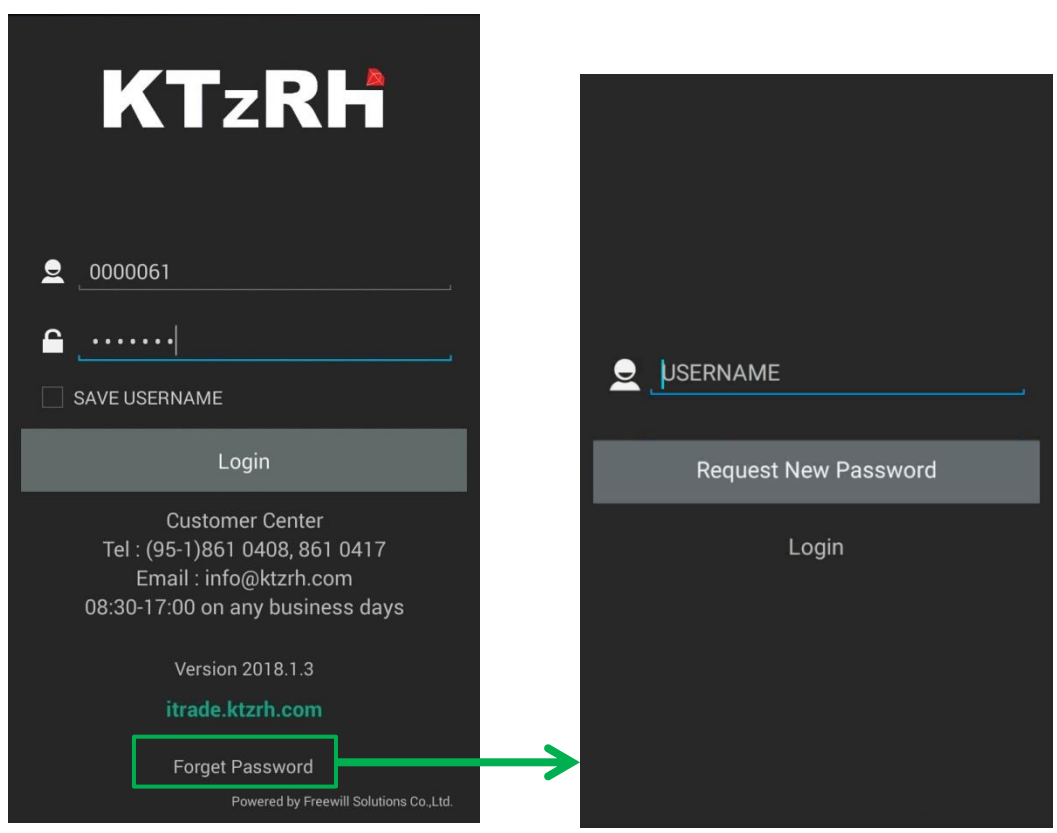 KTzRH
0000061
•••••••
SAVE USERNAME
Login
Customer Center
Tel : (95-1)861 0408, 861 0417
Email : info@ktzrh.com
08:30-17:00 on any business days
Version 2018.1.3
itrade.ktzrh.com
Forget Password
Powered by Freewill Solutions Co.,Ltd.
USERNAME
Request New Password
Login